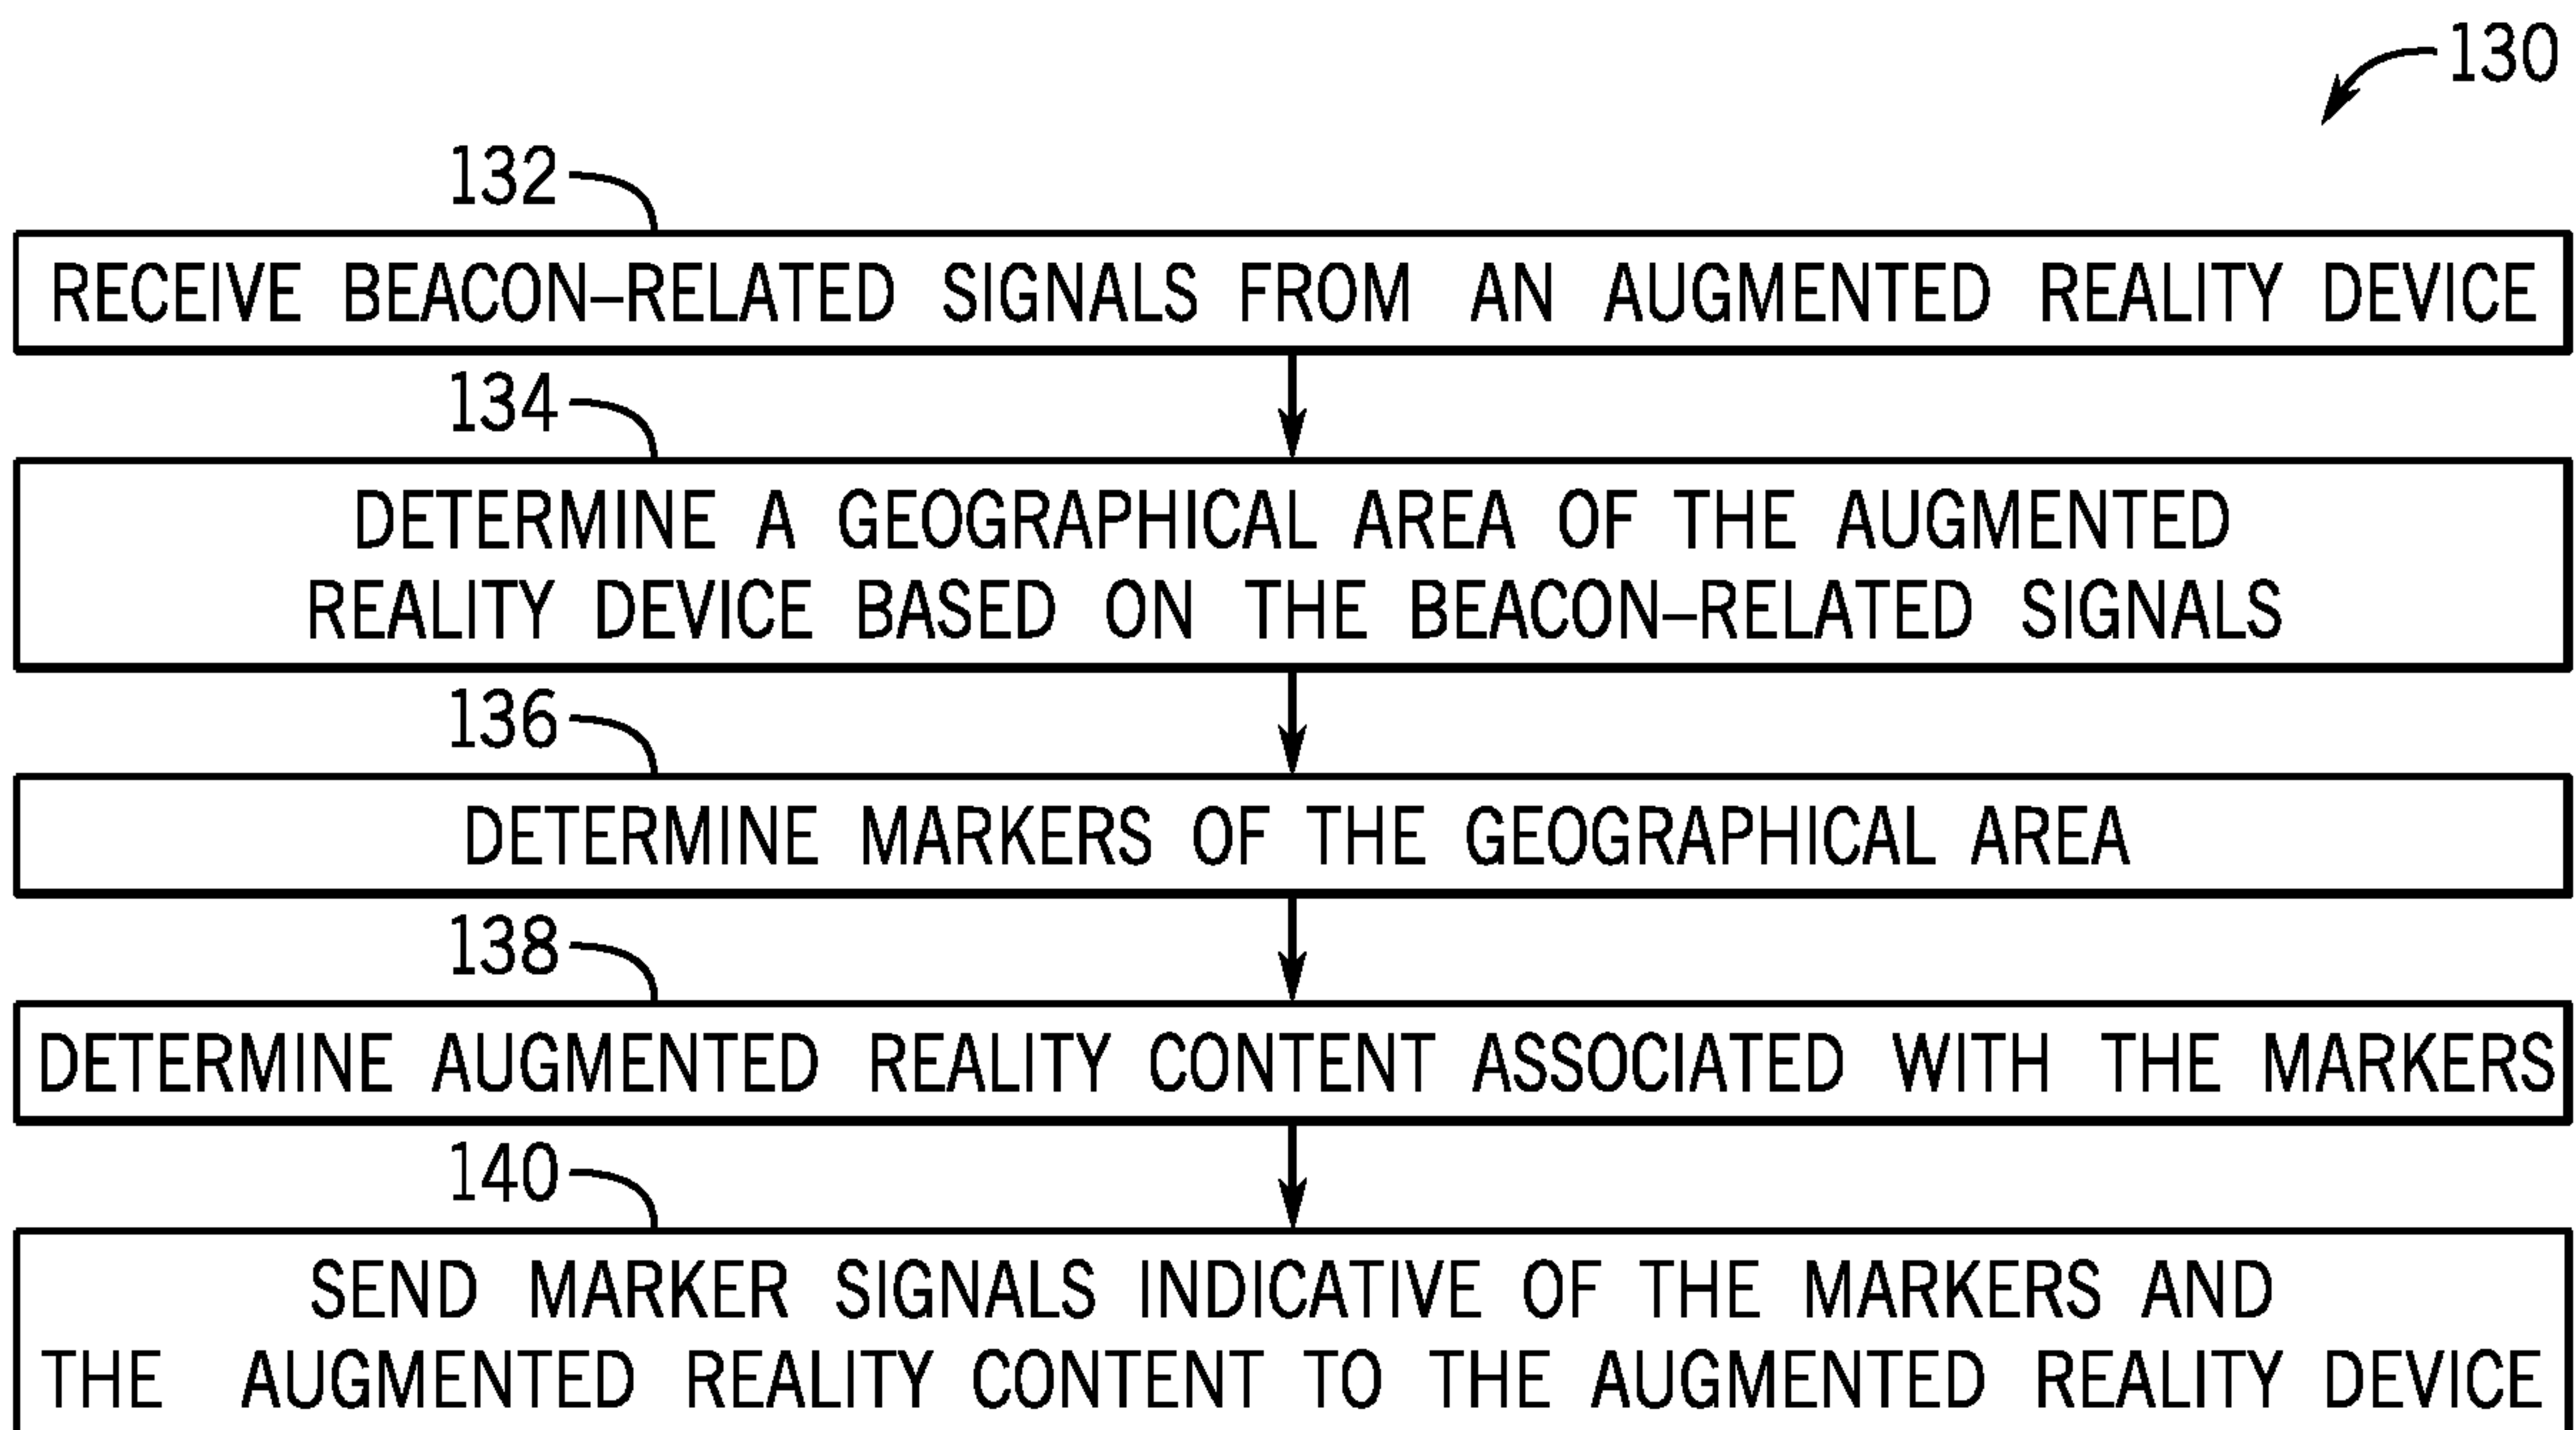 130
132
RECEIVE BEACON–RELATED SIGNALS FROM AN AUGMENTED REALITY DEVICE
134
DETERMINE A GEOGRAPHICAL AREA OF THE AUGMENTED
REALITY DEVICE BASED ON THE BEACON–RELATED SIGNALS
136
DETERMINE MARKERS OF THE GEOGRAPHICAL AREA
138
DETERMINE AUGMENTED REALITY CONTENT ASSOCIATED WITH THE MARKERS
140
SEND MARKER SIGNALS INDICATIVE OF THE MARKERS AND
THE AUGMENTED REALITY CONTENT TO THE AUGMENTED REALITY DEVICE